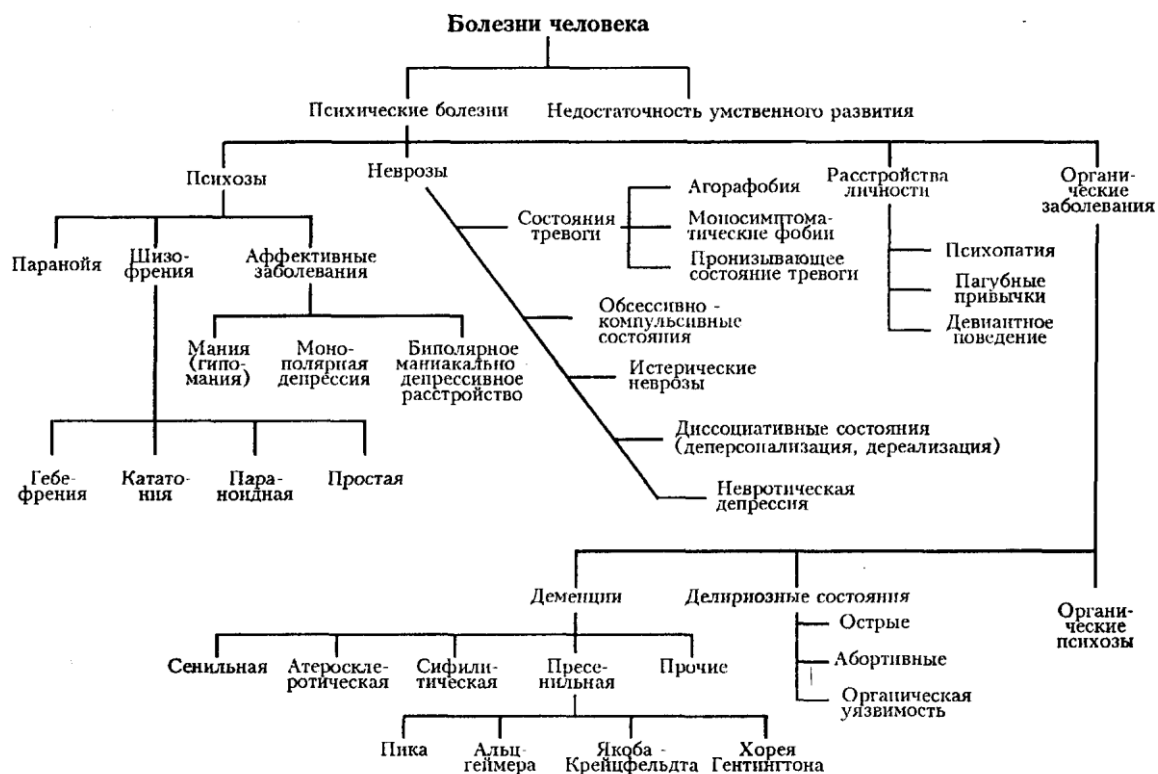 Болезни человека
Психические болезни
Недостаточность умственного развития
Психозы
Неврозы
Расстройства
личности
Органи-
ческие
заболевания
Паранойя
Шизо-
френия
Аффективные
заболевания
Состояния
тревоги
Агорафобия
Моносимптома-
тические фобии
Пронизывающее
состояние тревоги
Психопатия
Пагубные
привычки
Девиантное
поведение
Мания
(гипо-
мания)
Моно-
полярная
депрессия
Биполярное
маниакально
депрессивное
расстройство
Обсессивно -
компульсивные
состояния
Истерические
неврозы
Диссоциативные состояния
(деперсонализация, дереализация)
Невротическая
депрессия
Гебе-
френия
Кататo-
ния
Пара-
ноидная
Простая
Деменции
Делириозные состояния
Органи-
ческие
психозы
Острые
Абортивные
Органическая
уязвимость
Сенильная
Атероскле-
ротическая
Сифили-
тическая
Пресе-
нильная
Прочие
Пика
Альц-
геймера
Якоба -
Крейцфельдта
Хорея
Гентингтона